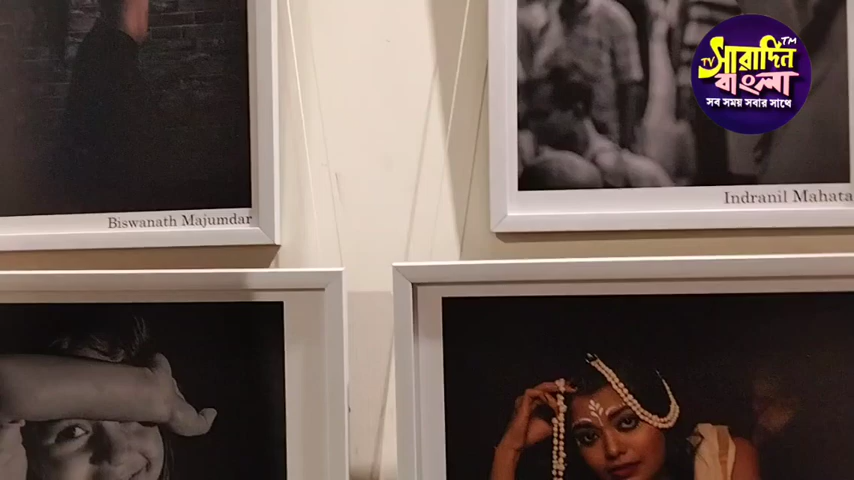 TV সারাদিন TM
বাংলা
সব সময় সবার সাথে
Biswanath Majumdar
Indranil Mahata